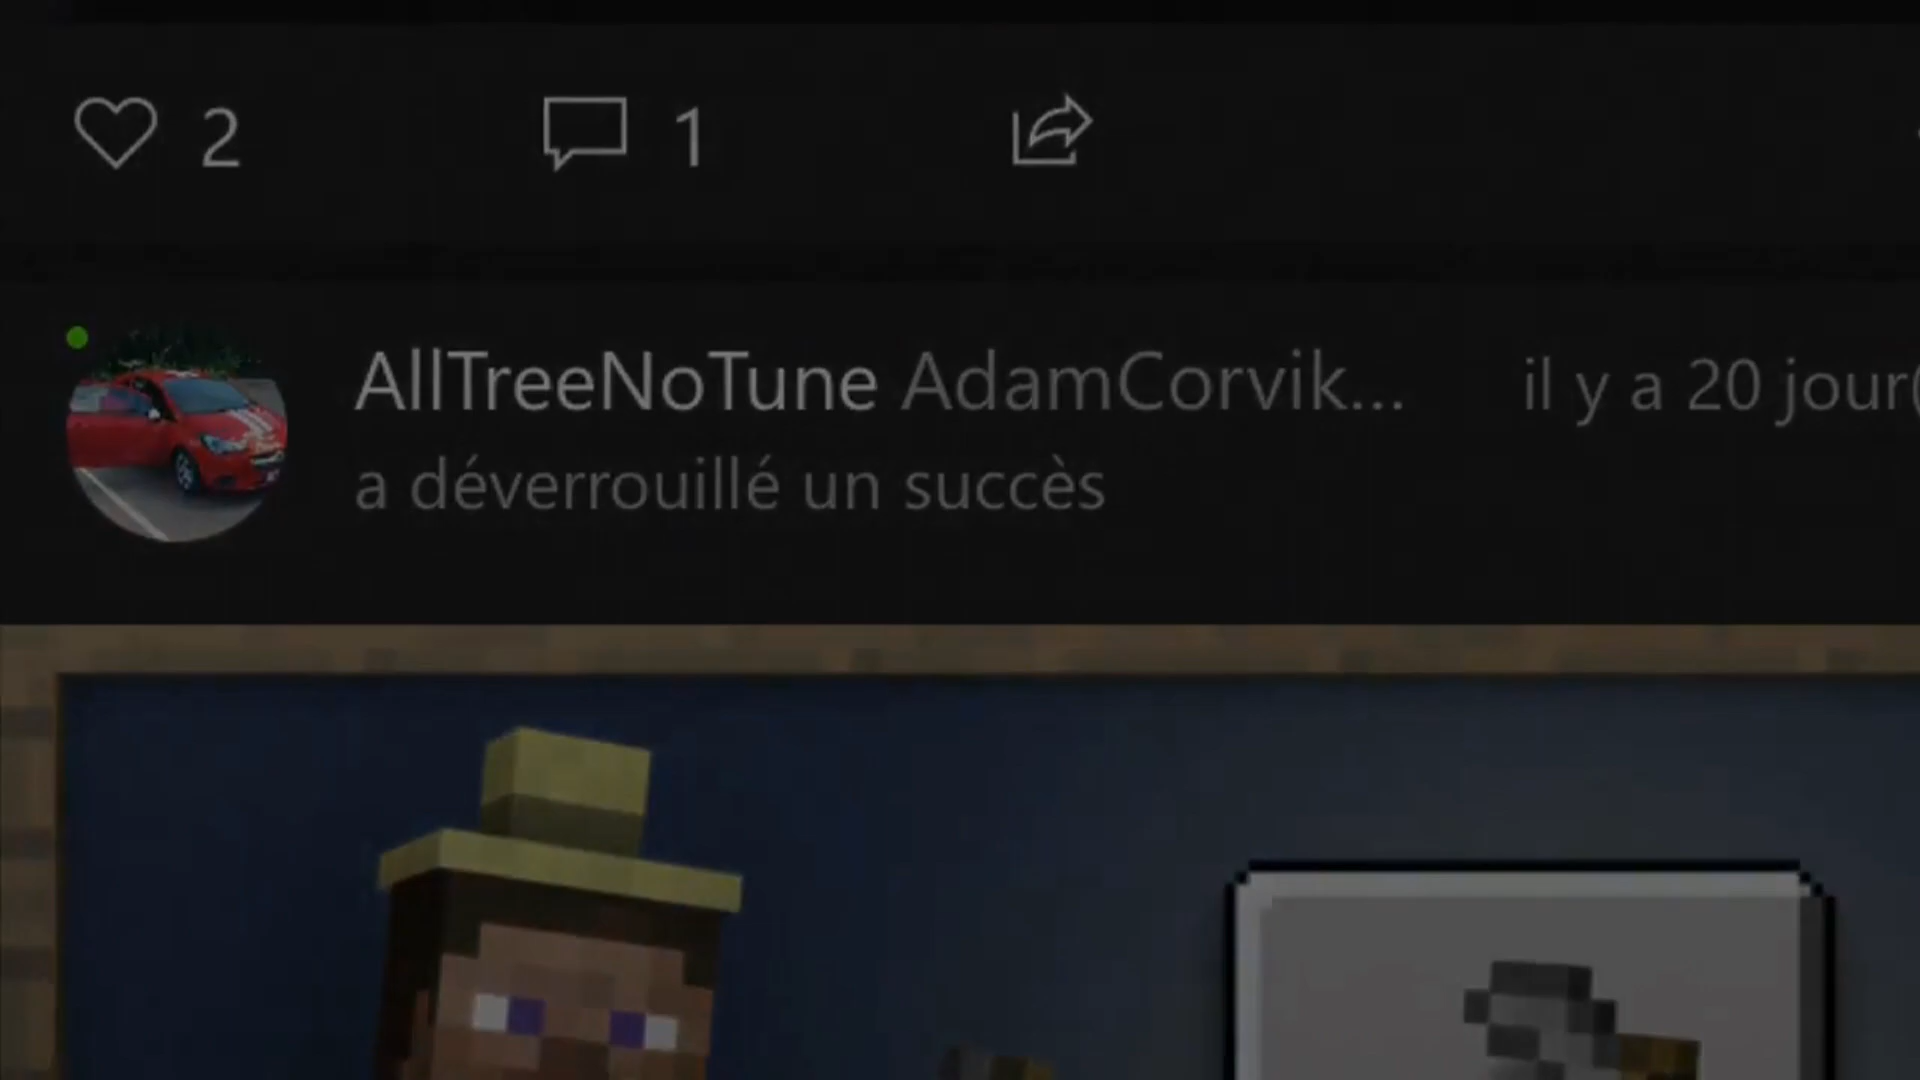 2 1
AllTreeNoTune AdamCorvik... il y a 20 jour(
a déverrouillé un succès